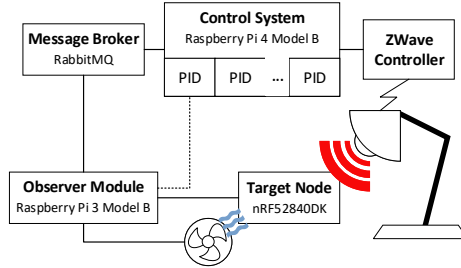 Control System
Raspberry Pi 4 Model B
PID
PID
...
PID
Message Broker
RabbitMQ
ZWave
Controller
Observer Module
Raspberry Pi 3 Model B
Target Node
nRF52840DK